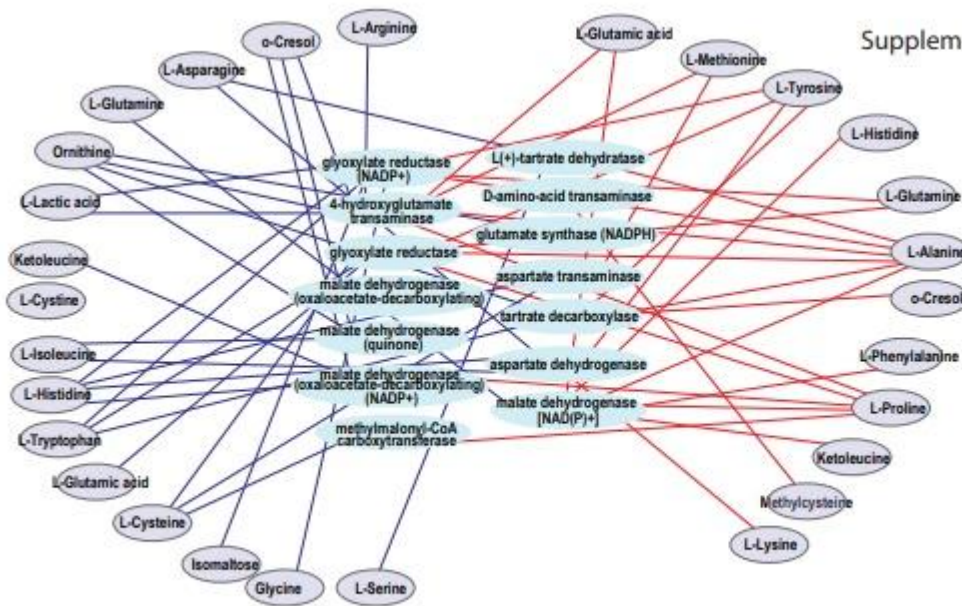 Supplem
L-Arginine
o-Cresol
L-Asparagine
L-Glutamine
Ornithine
L-Lactic acid
Ketoleucine
L-Cystine
L-Isoleucine
L-Histidine
L-Tryptophan
L-Glutamic acid
L-Cysteine
Isomaltose
Glycine
L-Serine
glyoxylate reductase
[NADP+)
4-hydroxyglutamate
transaminase
glyoxylate reductase
malate dehydrogenase
(oxaloacetate-decarboxylating)
malate dehydrogenase
(quinone)
malate dehydrogenase
(oxaloacetate-decarboxylating)
(NADP+)
methylmalonyl-CoA
carboxytransferase
L(+)-tartrate dehydratase
D-amino-acid transaminase
glutamate synthase (NADPH)
aspartate transaminase
tartrate decarboxylase
aspartate dehydrogenase
malate dehydrogenase
[NAD(P)+]
L-Glutamic acid
L-Methionine
L-Tyrosine
L-Histidine
L-Glutamine
L-Alanine
o-Cresol
L-Phenylalanine
L-Proline
Ketoleucine
Methylcysteine
L-Lysine